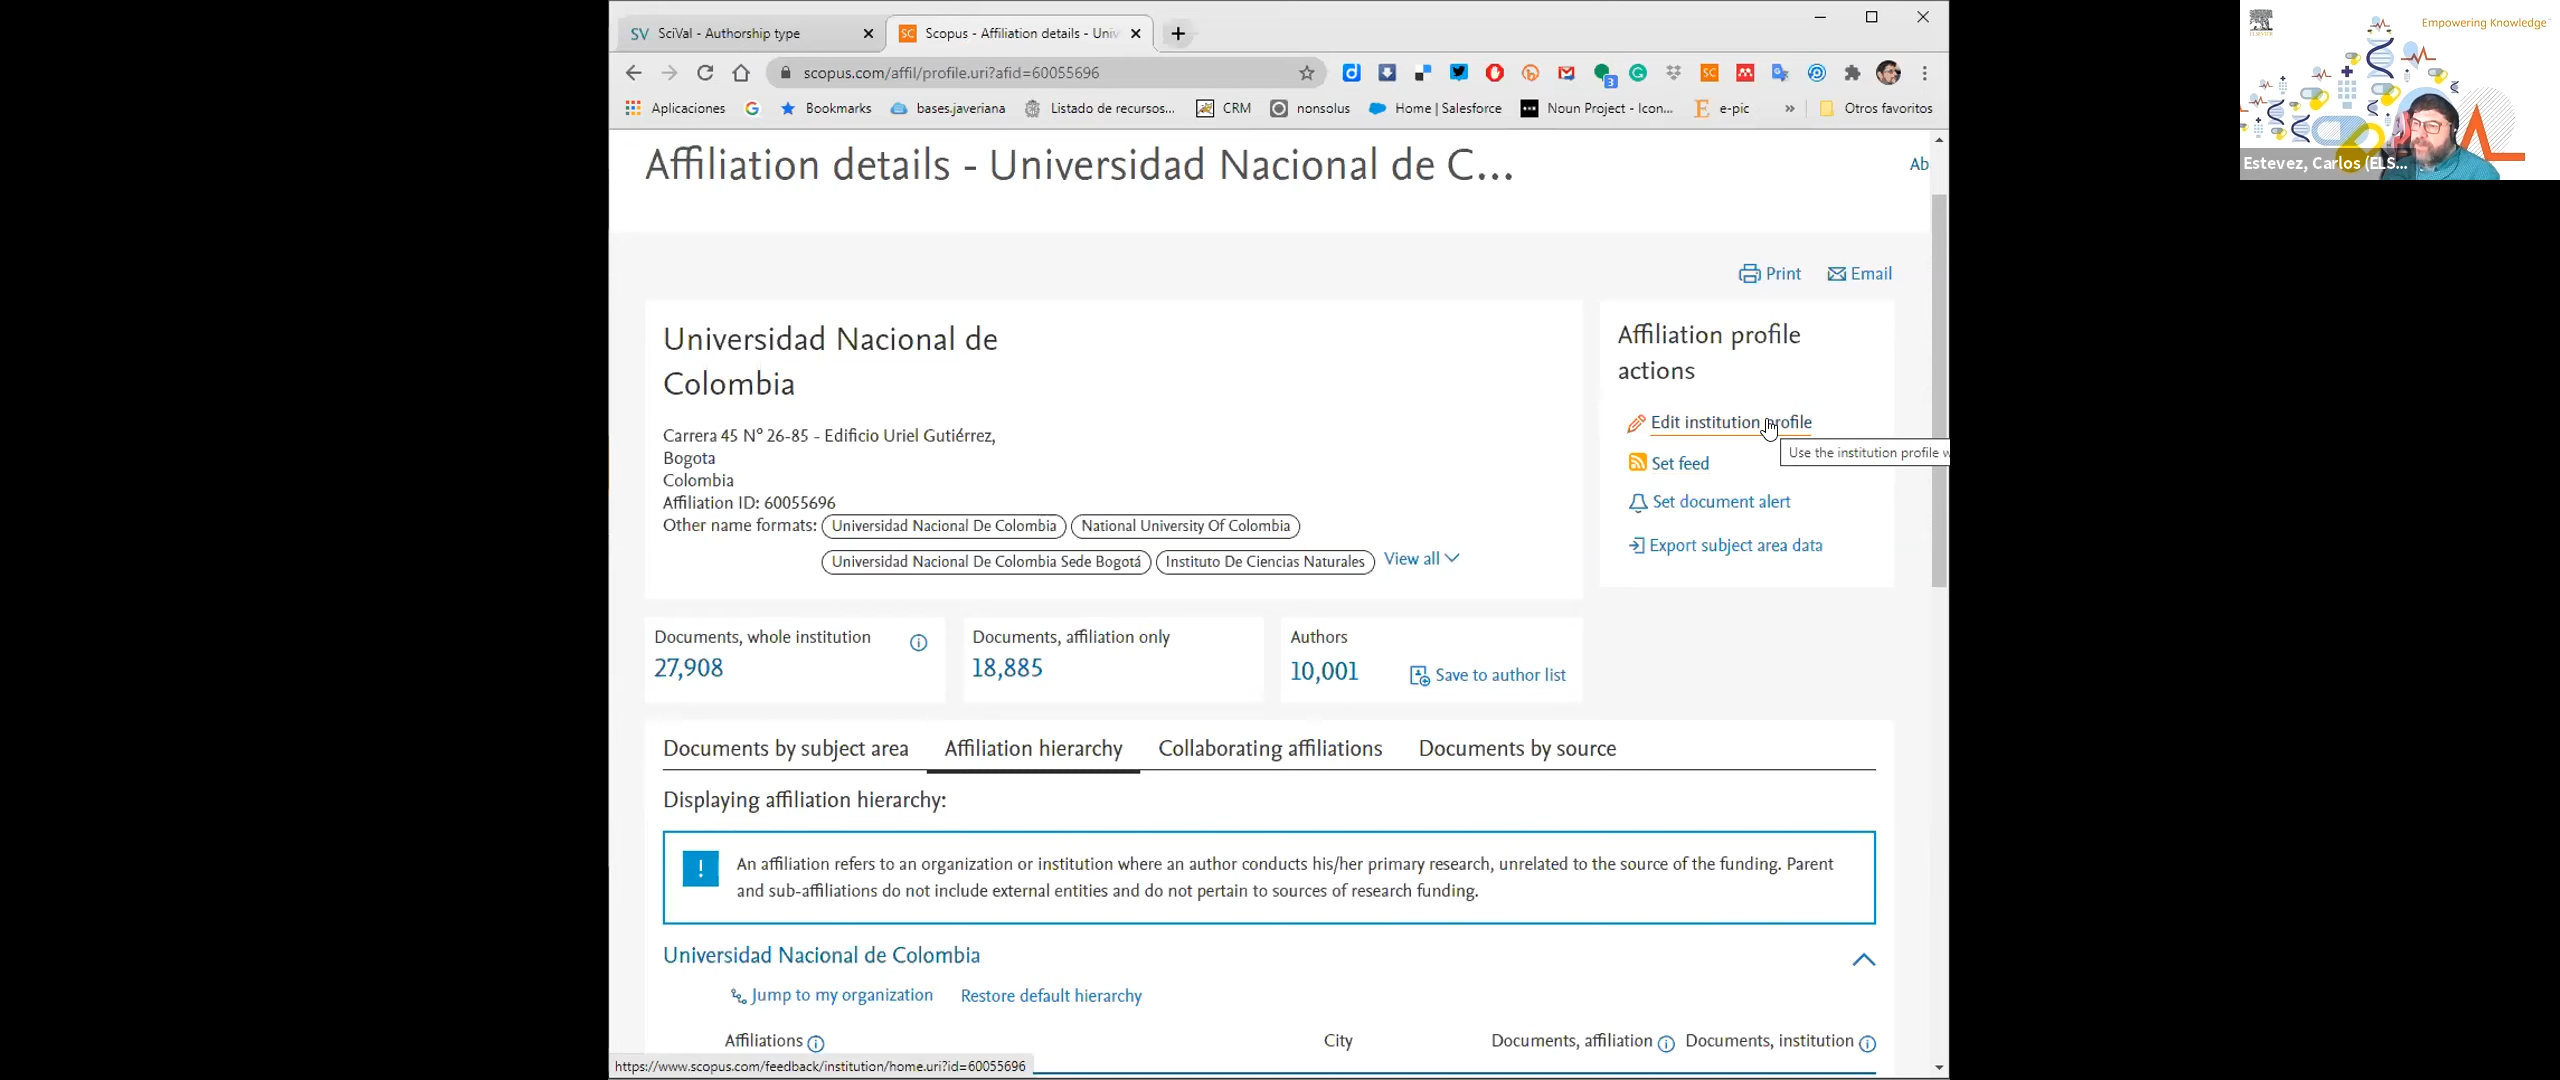 SciVal - Authorship type
Scopus - Affiliation details - Univ
scopus.com/affil/profile.uri?afid=60055696
Aplicaciones
Bookmarks
bases.javeriana
Listado de recursos...
CRM
nonsolus
Home | Salesforce
Noun Project - Icon...
e-pic
»
Otros favoritos
Affiliation details - Universidad Nacional de C...
Ab
Print
Email
Universidad Nacional de
Colombia
Carrera 45 N° 26-85 - Edificio Uriel Gutiérrez,
Bogota
Colombia
Affiliation ID: 60055696
Other name formats: Universidad Nacional De Colombia National University Of Colombia
Universidad Nacional De Colombia Sede Bogotá Instituto De Ciencias Naturales View all
Affiliation profile
actions
Edit institution profile
Use the institution profile w
Set feed
Set document alert
Export subject area data
Documents, whole institution
27,908
Documents, affiliation only
18,885
Authors
10,001
Save to author list
Documents by subject area Affiliation hierarchy Collaborating affiliations Documents by source
Displaying affiliation hierarchy:
! An affiliation refers to an organization or institution where an author conducts his/her primary research, unrelated to the source of the funding. Parent
and sub-affiliations do not include external entities and do not pertain to sources of research funding.
Universidad Nacional de Colombia
Jump to my organization Restore default hierarchy
Affiliations City Documents, affiliation Documents, institution
https://www.scopus.com/feedback/institution/home.uri?id=60055696
Empowering Knowledge
ELSEVIER
Estevez, Carlos (ELS...